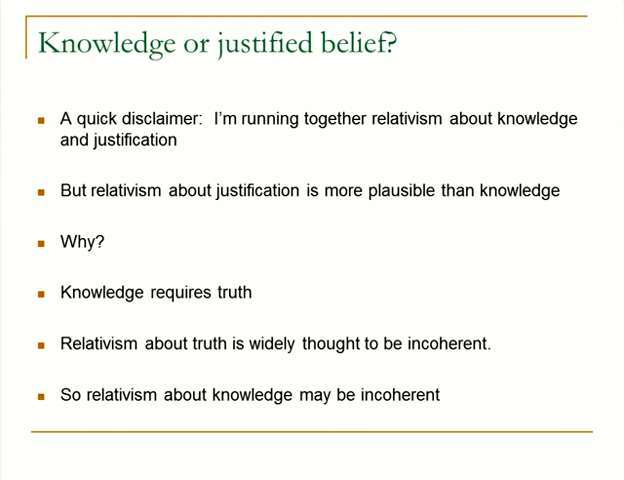 Knowledge or justified belief?
A quick disclaimer: I'm running together relativism about knowledge
and justification
But relativism about justification is more plausible than knowledge
Why?
Knowledge requires truth
Relativism about truth is widely thought to be incoherent.
So relativism about knowledge may be incoherent